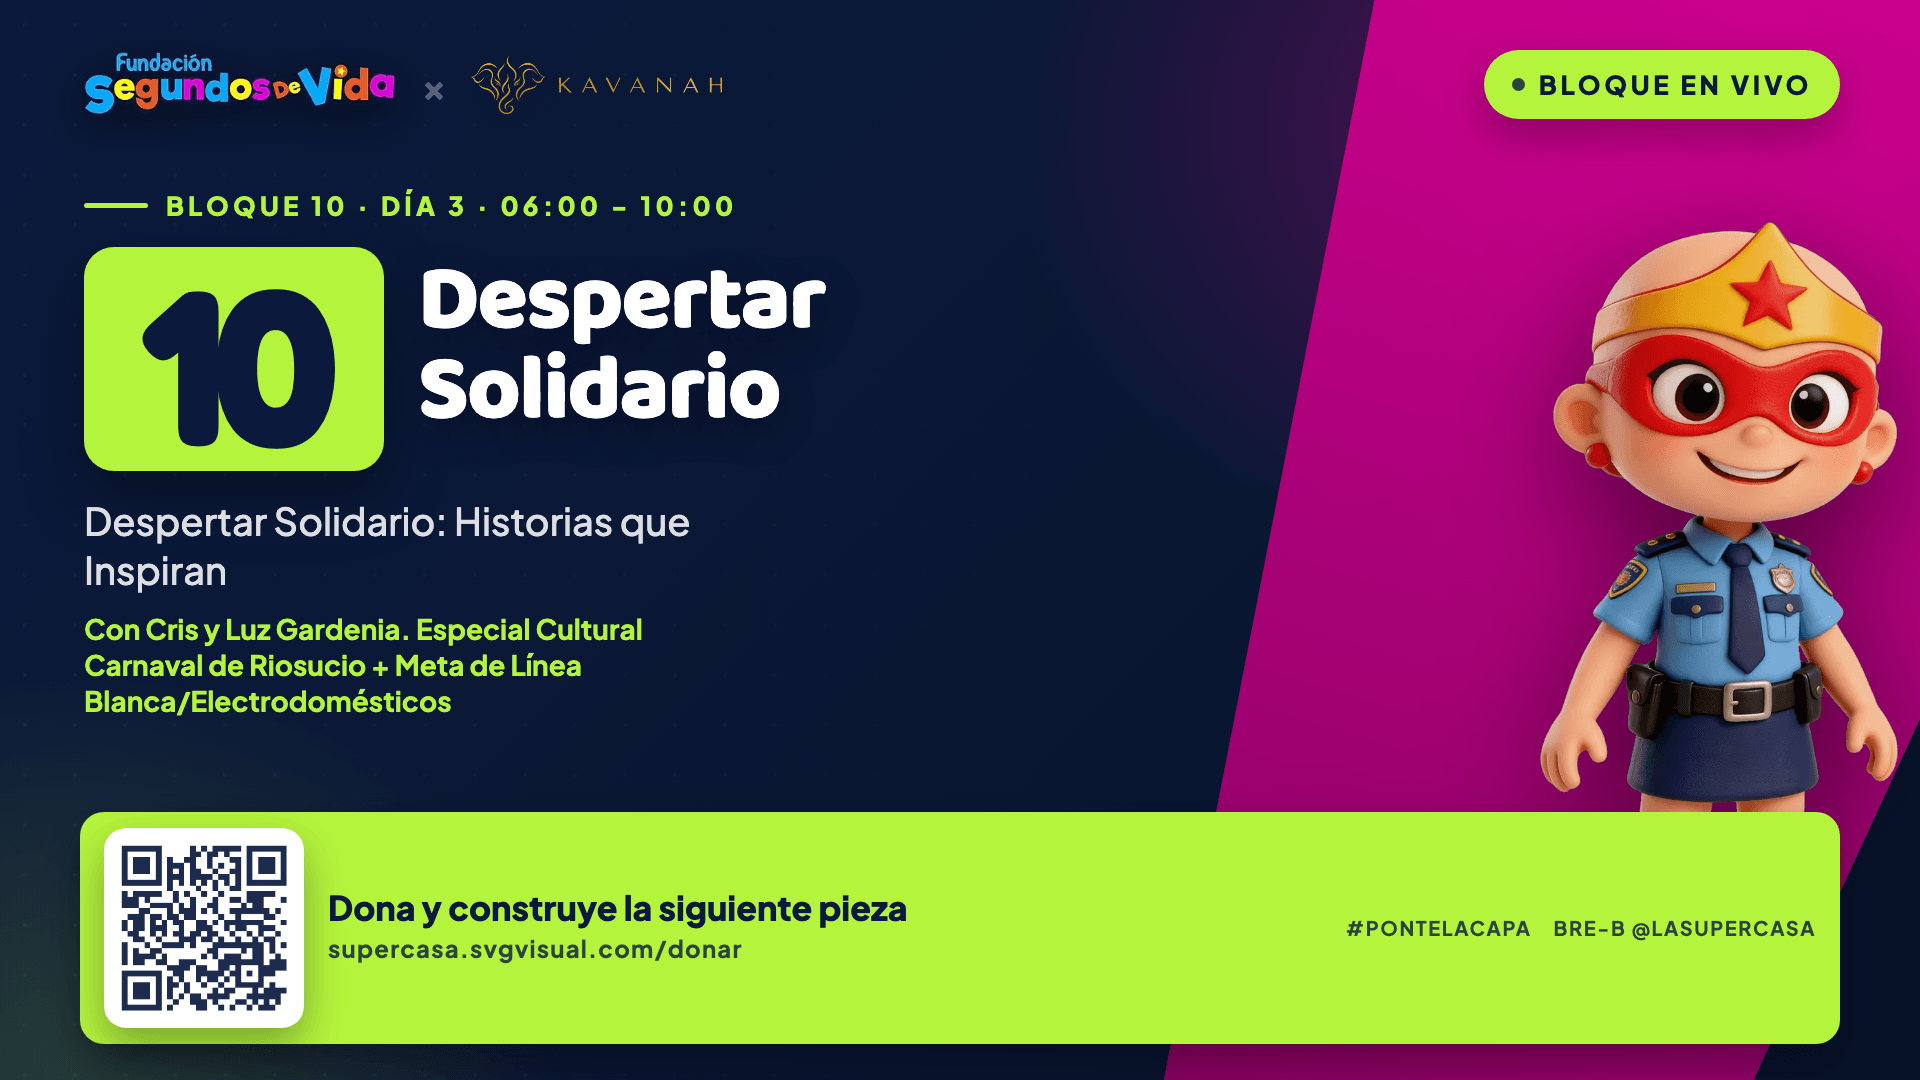 Fundación
Segundos DE Vida
×
KAVANAH
BLOQUE EN VIVO
BLOQUE 10 · DÍA 3 · 06:00 – 10:00
10
Despertar
Solidario
Despertar Solidario: Historias que
Inspiran
Con Cris y Luz Gardenia. Especial Cultural
Carnaval de Riosucio + Meta de Línea
Blanca/Electrodomésticos
Dona y construye la siguiente pieza
supercasa.svgvisual.com/donar
#PONTELACAPA BRE-B @LASUPERCASA